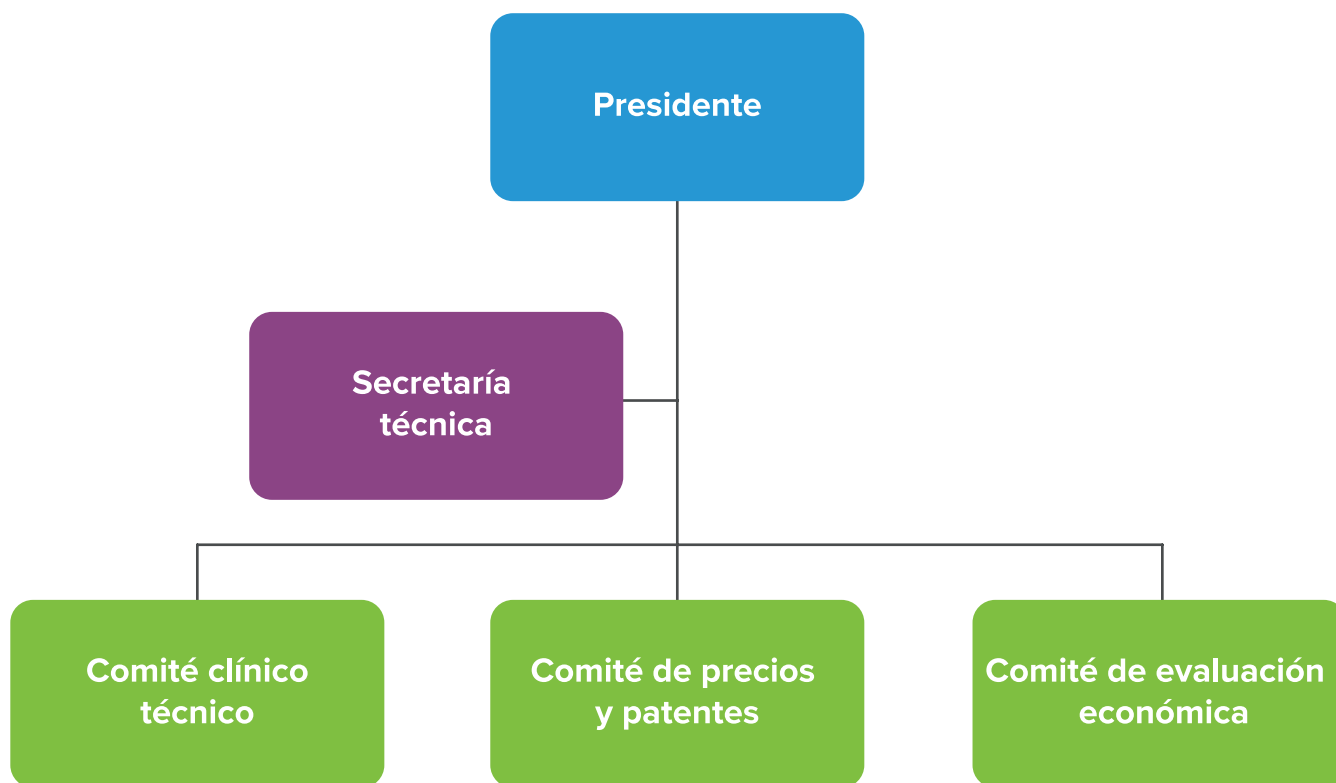 Presidente
Secretaría
técnica
Comité clínico
técnico
Comité de precios
y patentes
Comité de evaluación
económica